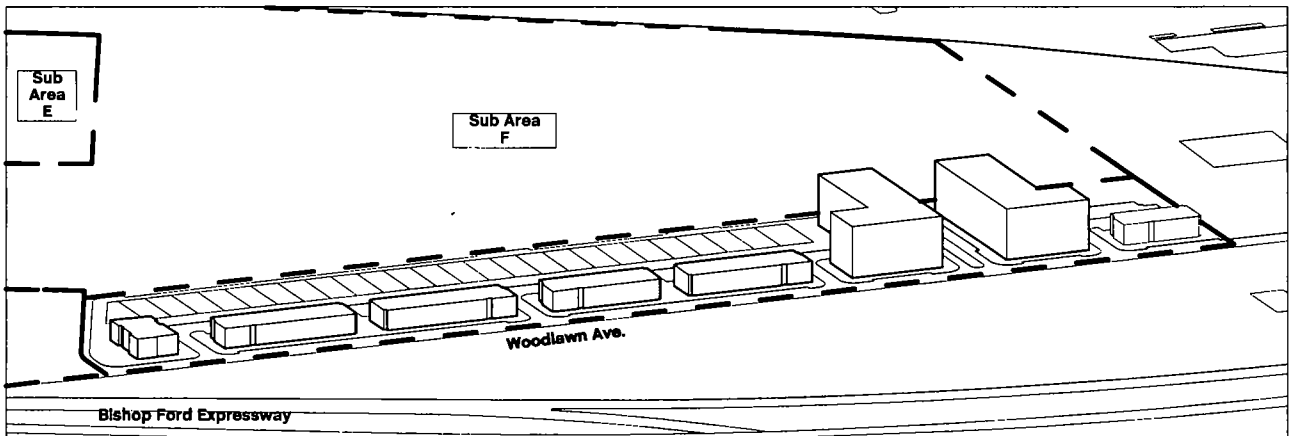 Sub
Area
E
Sub Area
F
Woodlawn Ave.
Bishop Ford Expressway